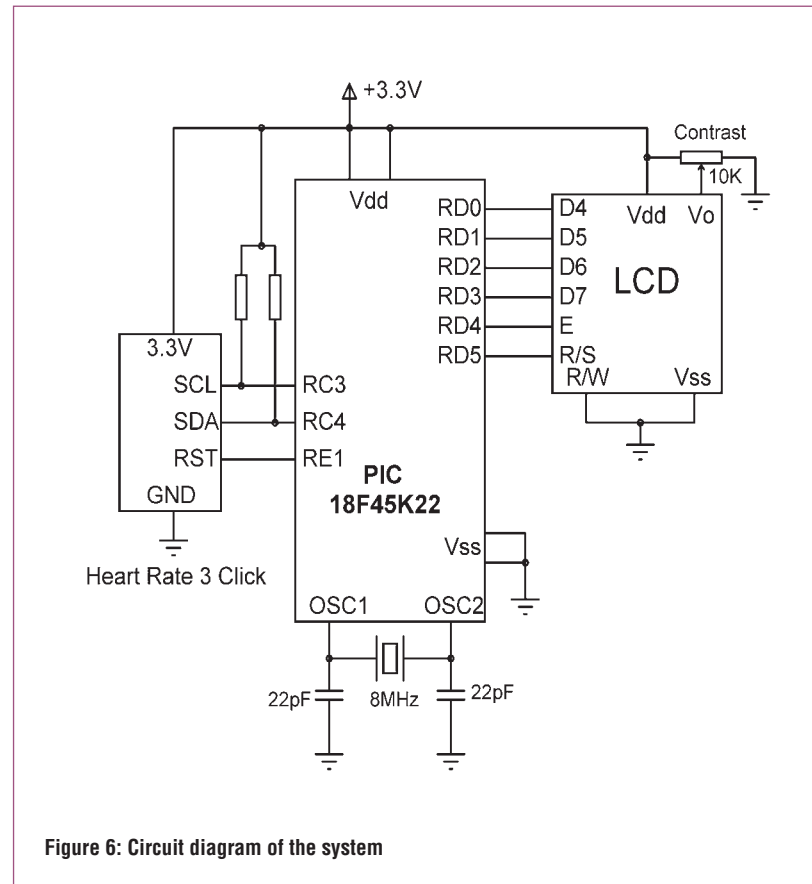 +3.3V
Contrast
10K
Vdd
Vdd Vo
RD0 D4
RD1 D5
RD2 D6
RD3 D7
RD4 E
RD5 R/S
LCD
R/W Vss
3.3V
SCL RC3
SDA RC4
RST RE1
GND
PIC
18F45K22
Vss
Heart Rate 3 Click
OSC1 OSC2
22pF 8MHz 22pF
Figure 6: Circuit diagram of the system